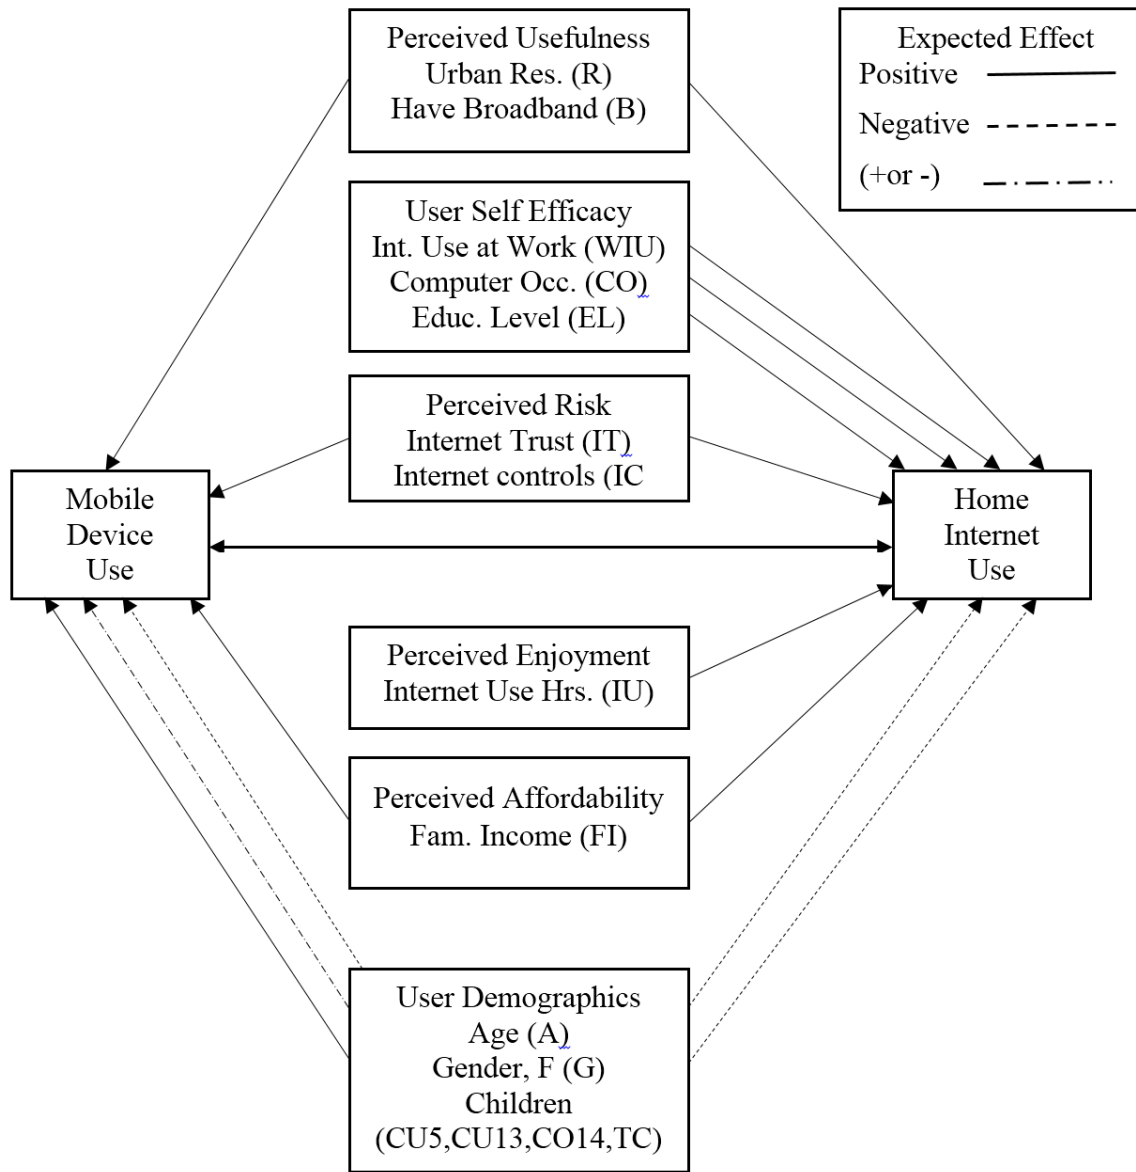 Perceived Usefulness
Urban Res. (R)
Have Broadband (B)
Expected Effect
Positive
Negative
(+or -)
User Self Efficacy
Int. Use at Work (WIU)
Computer Occ. (CO)
Educ. Level (EL)
Perceived Risk
Internet Trust (IT)
Internet controls (IC
Mobile
Device
Use
Home
Internet
Use
Perceived Enjoyment
Internet Use Hrs. (IU)
Perceived Affordability
Fam. Income (FI)
User Demographics
Age (A)
Gender, F (G)
Children
(CU5,CU13,CO14,TC)